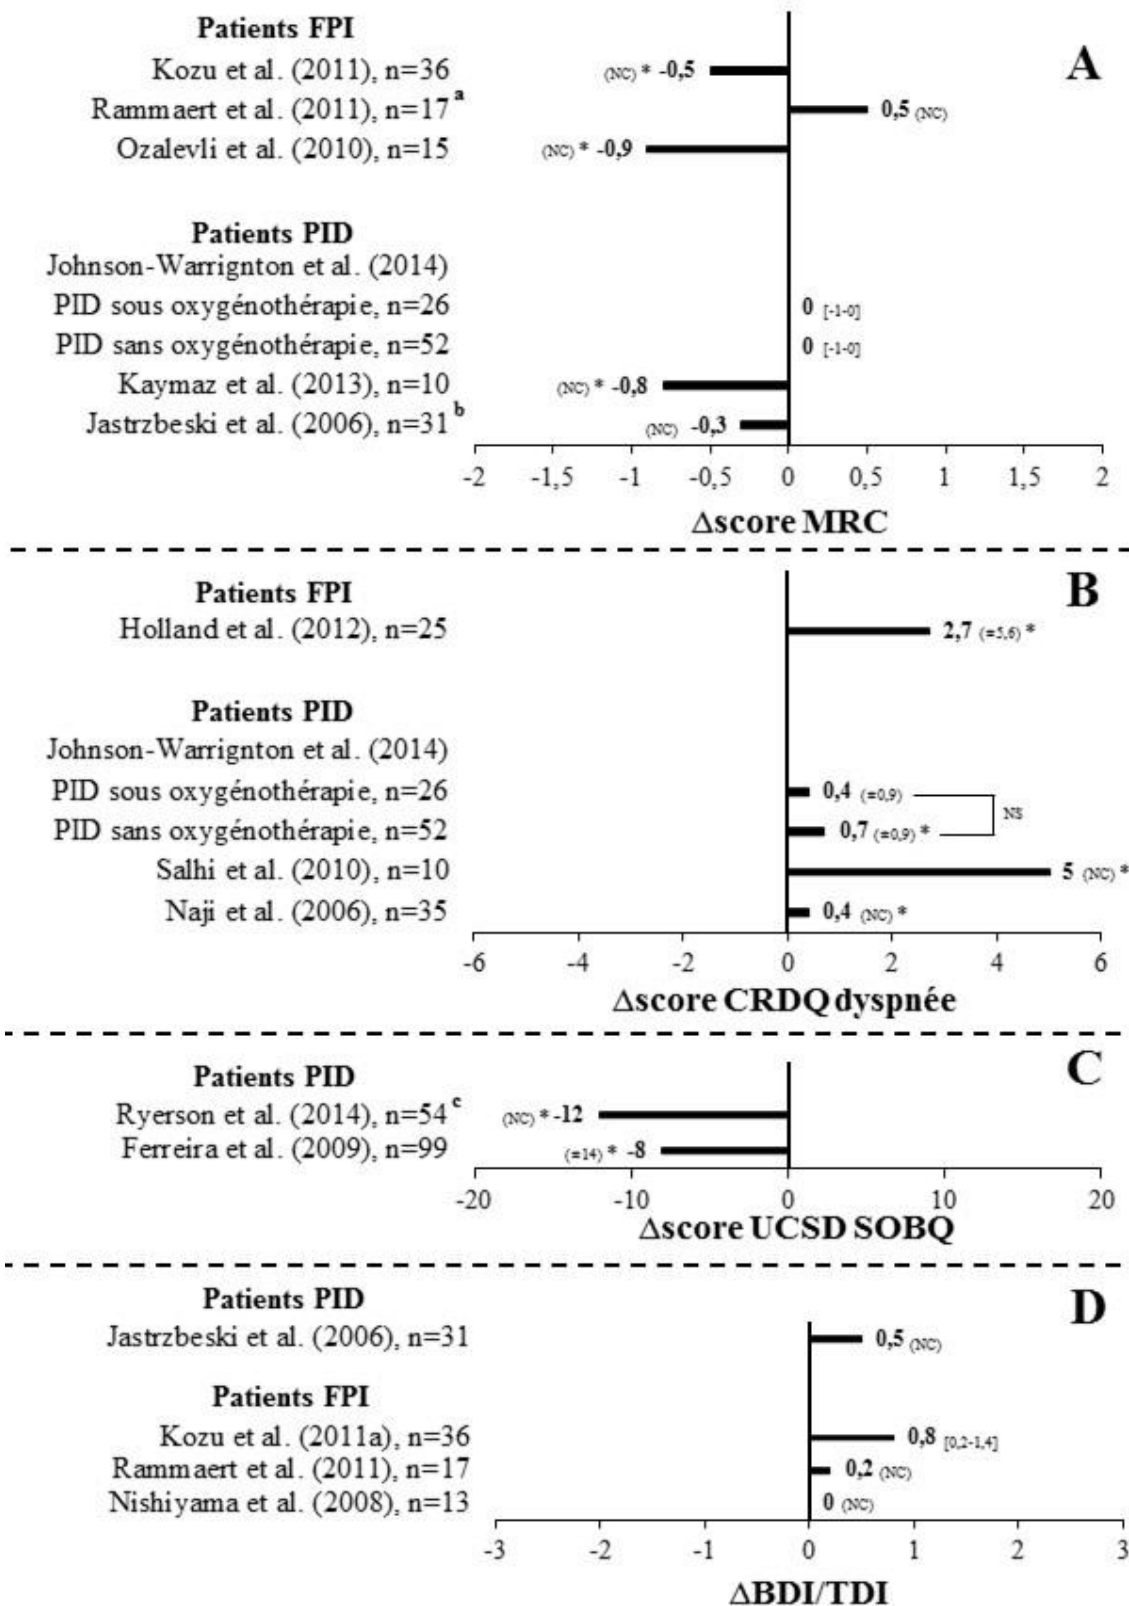 Patients FPI
A
Kozu et al. (2011), n=36 (NC) * -0,5
Rammaert et al. (2011), n=17 a 0,5 (NC)
Ozalevli et al. (2010), n=15 (NC) * -0,9
Patients PID
Johnson-Warrignton et al. (2014)
PID sous oxygénothérapie, n=26 0 [-1-0]
PID sans oxygénothérapie, n=52 0 [-1-0]
Kaymaz et al. (2013), n=10 (NC) * -0,8
Jastrzbeski et al. (2006), n=31 b (NC) -0,3
-2 -1,5 -1 -0,5 0 0,5 1 1,5 2
Δscore MRC
Patients FPI
B
Holland et al. (2012), n=25 2,7 (±5,6) *
Patients PID
Johnson-Warrignton et al. (2014)
PID sous oxygénothérapie, n=26 0,4 (±0,9)
NS
PID sans oxygénothérapie, n=52 0,7 (±0,9) *
Salhi et al. (2010), n=10 5 (NC) *
Naji et al. (2006), n=35 0,4 (NC) *
-6 -4 -2 0 2 4 6
Δscore CRDQ dyspnée
Patients PID
C
Ryerson et al. (2014), n=54 c (NC) * -12
Ferreira et al. (2009), n=99 (±14) * -8
-20 -10 0 10 20
Δscore UCSD SOBQ
Patients PID
D
Jastrzbeski et al. (2006), n=31 0,5 (NC)
Patients FPI
Kozu et al. (2011a), n=36 0,8 [0,2-1,4]
Rammaert et al. (2011), n=17 0,2 (NC)
Nishiyama et al. (2008), n=13 0 (NC)
-3 -2 -1 0 1 2 3
ΔBDI/TDI